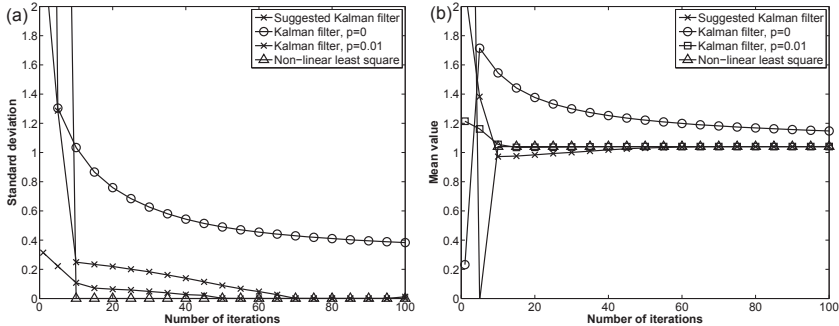 (a)
2
1.8
1.6
1.4
1.2
1
0.8
0.6
0.4
0.2
0
Standard deviation
Suggested Kalman filter
Kalman filter, p=0
Kalman filter, p=0.01
Non-linear least square
0 20 40 60 80 100
Number of iterations
(b)
2
1.8
1.6
1.4
1.2
1
0.8
0.6
0.4
0.2
0
Mean value
Suggested Kalman filter
Kalman filter, p=0
Kalman filter, p=0.01
Non-linear least square
0 20 40 60 80 100
Number of iterations